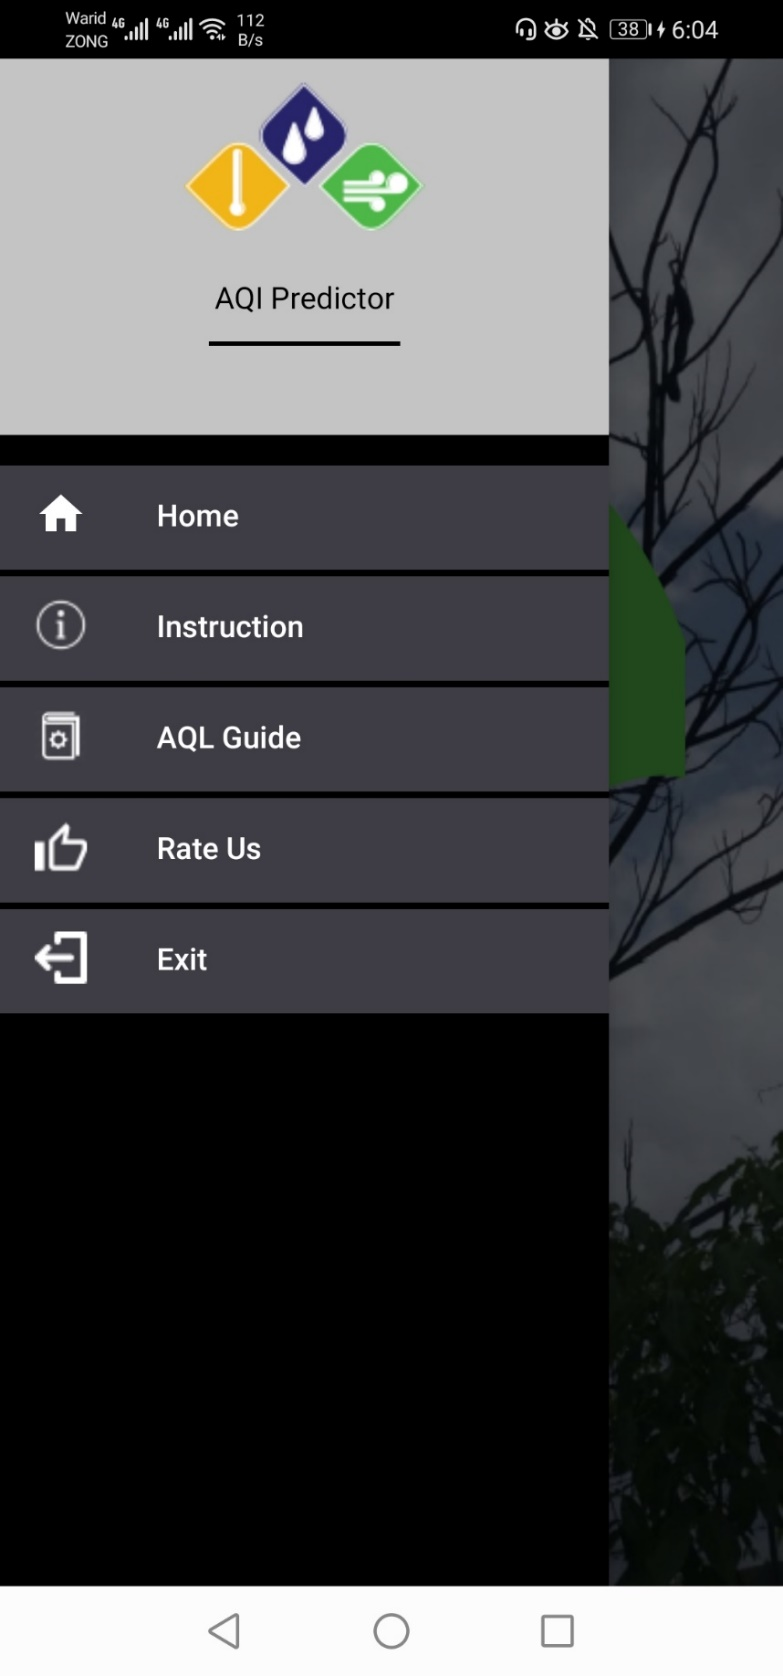 Warid 4G 4G 112
ZONG B/s 38 6:04
AQI Predictor
Home
Instruction
AQL Guide
Rate Us
Exit